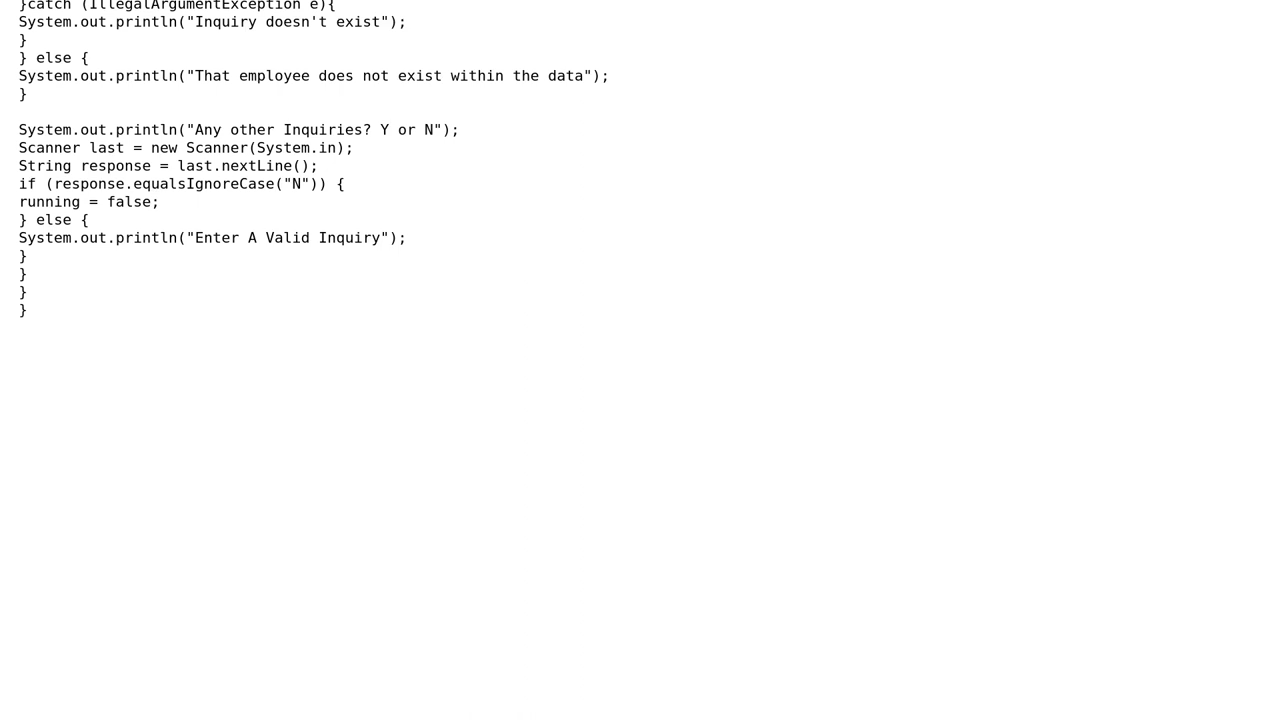 }catch (IllegalArgumentException e){
System.out.println("Inquiry doesn't exist");
}
} else {
System.out.println("That employee does not exist within the data");
}

System.out.println("Any other Inquiries? Y or N");
Scanner last = new Scanner(System.in);
String response = last.nextLine();
if (response.equalsIgnoreCase("N")) {
running = false;
} else {
System.out.println("Enter A Valid Inquiry");
}
}
}
}